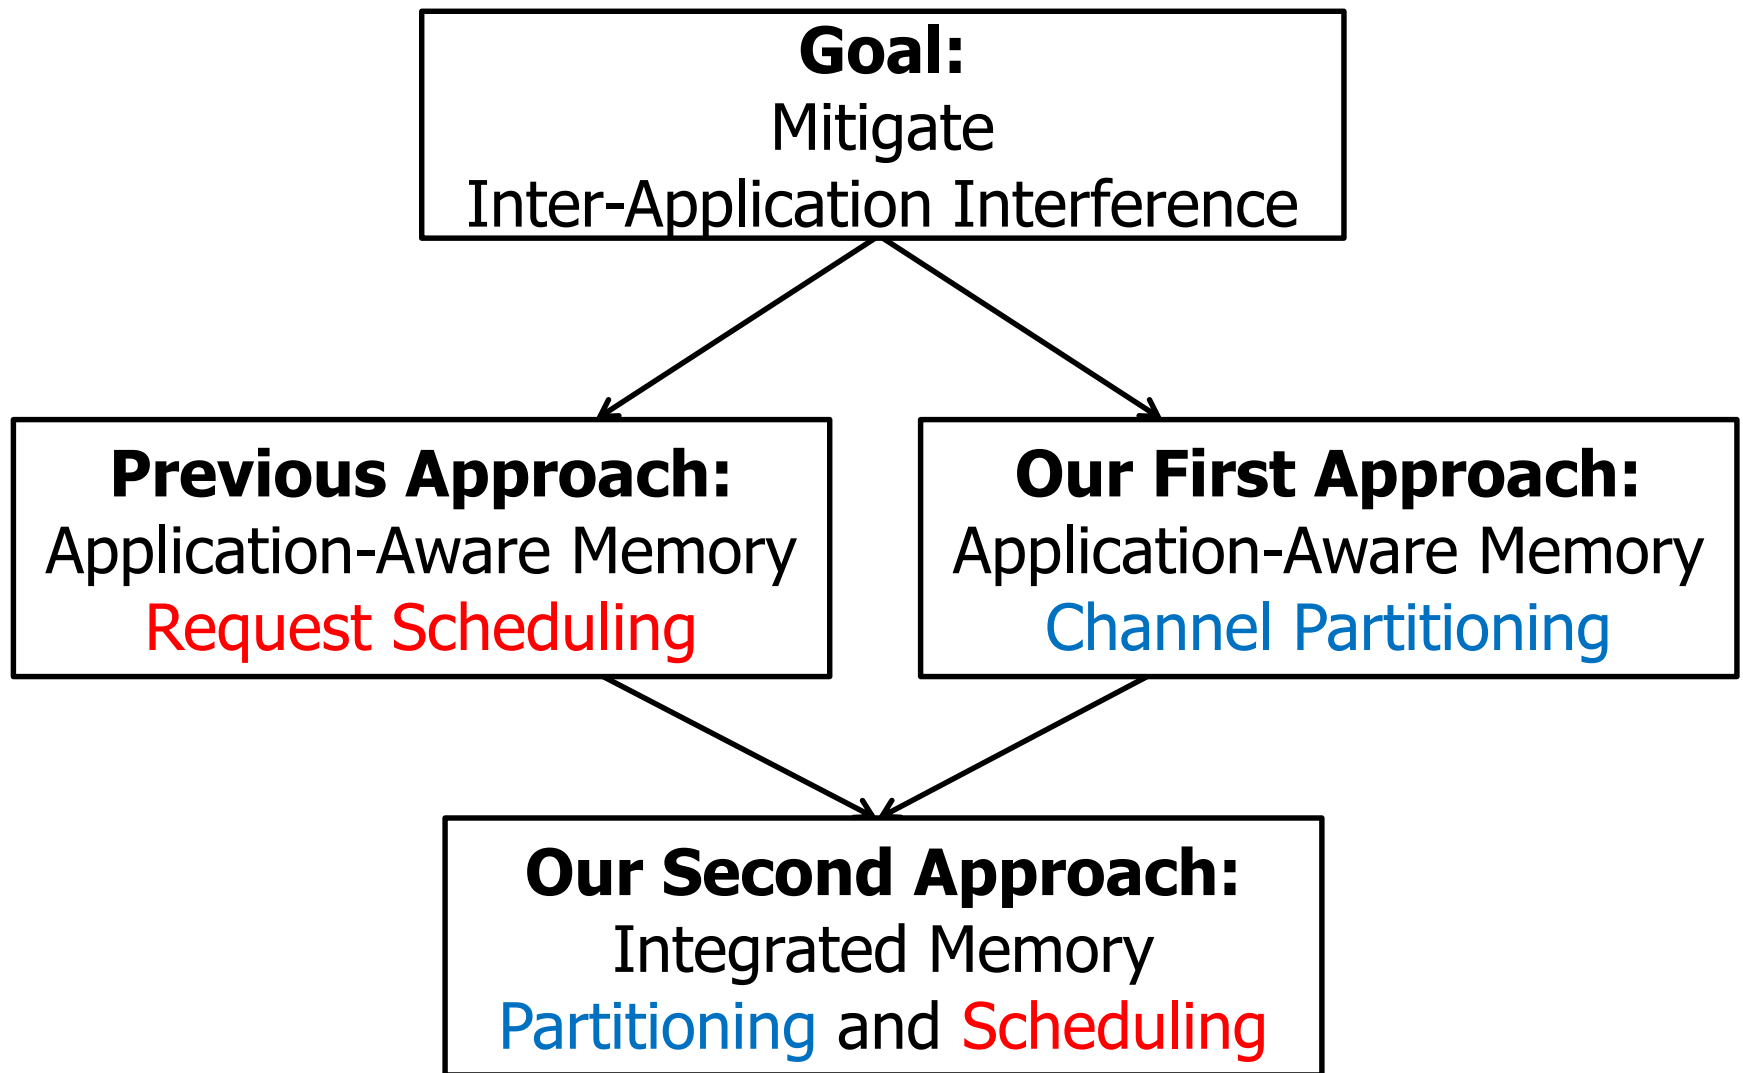 Goal:
Mitigate
Inter-Application Interference
Previous Approach:
Application-Aware Memory
Request Scheduling
Our First Approach:
Application-Aware Memory
Channel Partitioning
Our Second Approach:
Integrated Memory
Partitioning and Scheduling